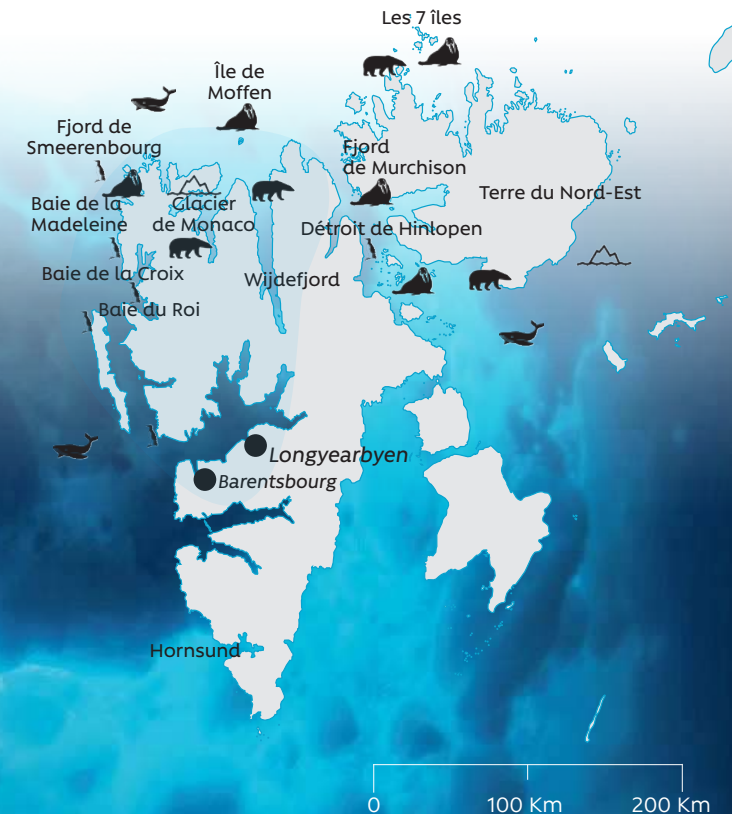 Les 7 îles
Île de
Moffen
Fjord de
Smeerenbourg
Fjord
de Murchison
Baie de la
Madeleine
Glacier
de Monaco
Terre du Nord-Est
Détroit de Hinlopen
Baie de la Croix
Wijdefjord
Baie du Roi
Longyearbyen
Barentsbourg
Hornsund
0
100 Km
200 Km